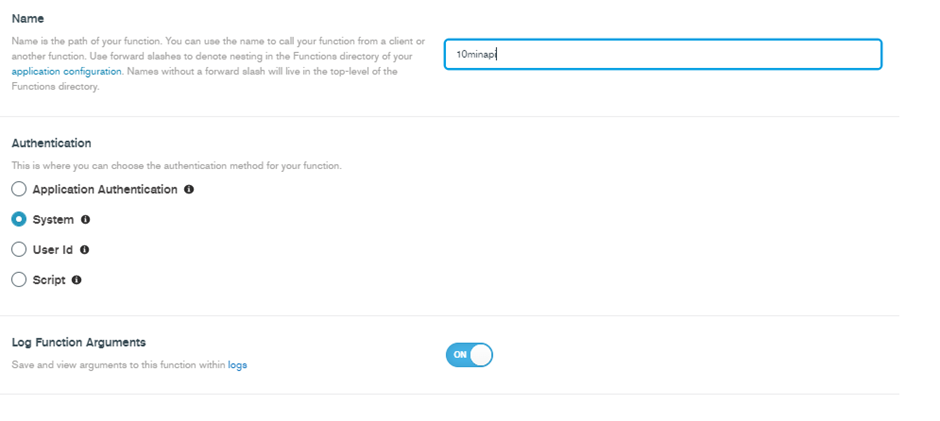 Name
Name is the path of your function. You can use the name to call your function from a client or
another function. Use forward slashes to denote nesting in the Functions directory of your
application configuration. Names without a forward slash will live in the top-level of the
Functions directory.
10minapi
Authentication
This is where you can choose the authentication method for your function.
Application Authentication
System
User Id
Script
Log Function Arguments
Save and view arguments to this function within logs
ON